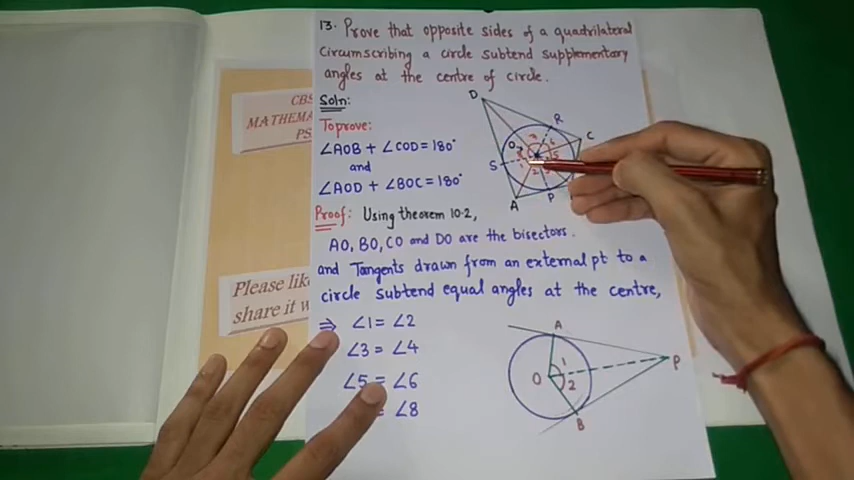 13. Prove that opposite sides of a quadrilateral
Circumscribing a circle subtend supplementary
angles at the centre of circle.
Soln:
To prove:
∠AOB + ∠COD = 180°
and
∠AOD + ∠BOC = 180°
Proof: Using theorem 10.2,
AO, BO, CO and DO are the bisectors.
and Tangents drawn from an external pt to a
circle subtend equal angles at the centre,
⇒ ∠1 = ∠2
∠3 = ∠4
∠5 = ∠6
= ∠8
D
R
C
O
S
A
P
1
2
A
1
O
2
P
B
CBS
MATHEMA
PS
Please lik
share it w